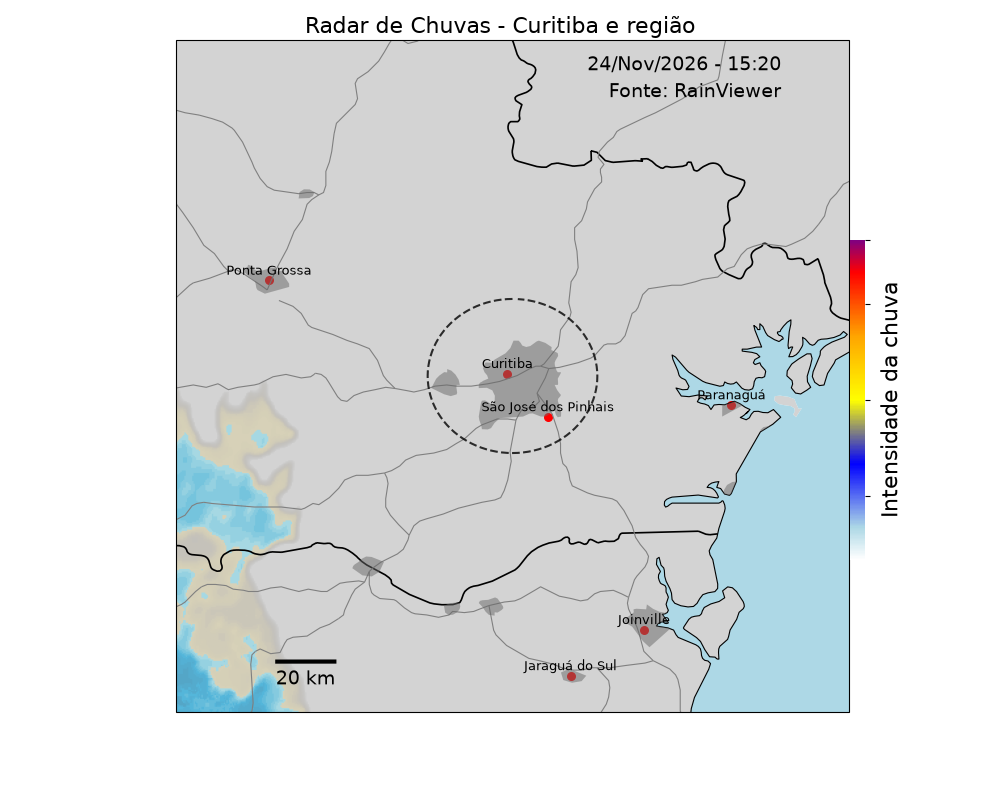 Radar de Chuvas - Curitiba e região
24/Nov/2026 - 15:20
Fonte: RainViewer
Ponta Grossa
Curitiba
São José dos Pinhais
Paranaguá
Intensidade da chuva
Joinville
Jaraguá do Sul
20 km